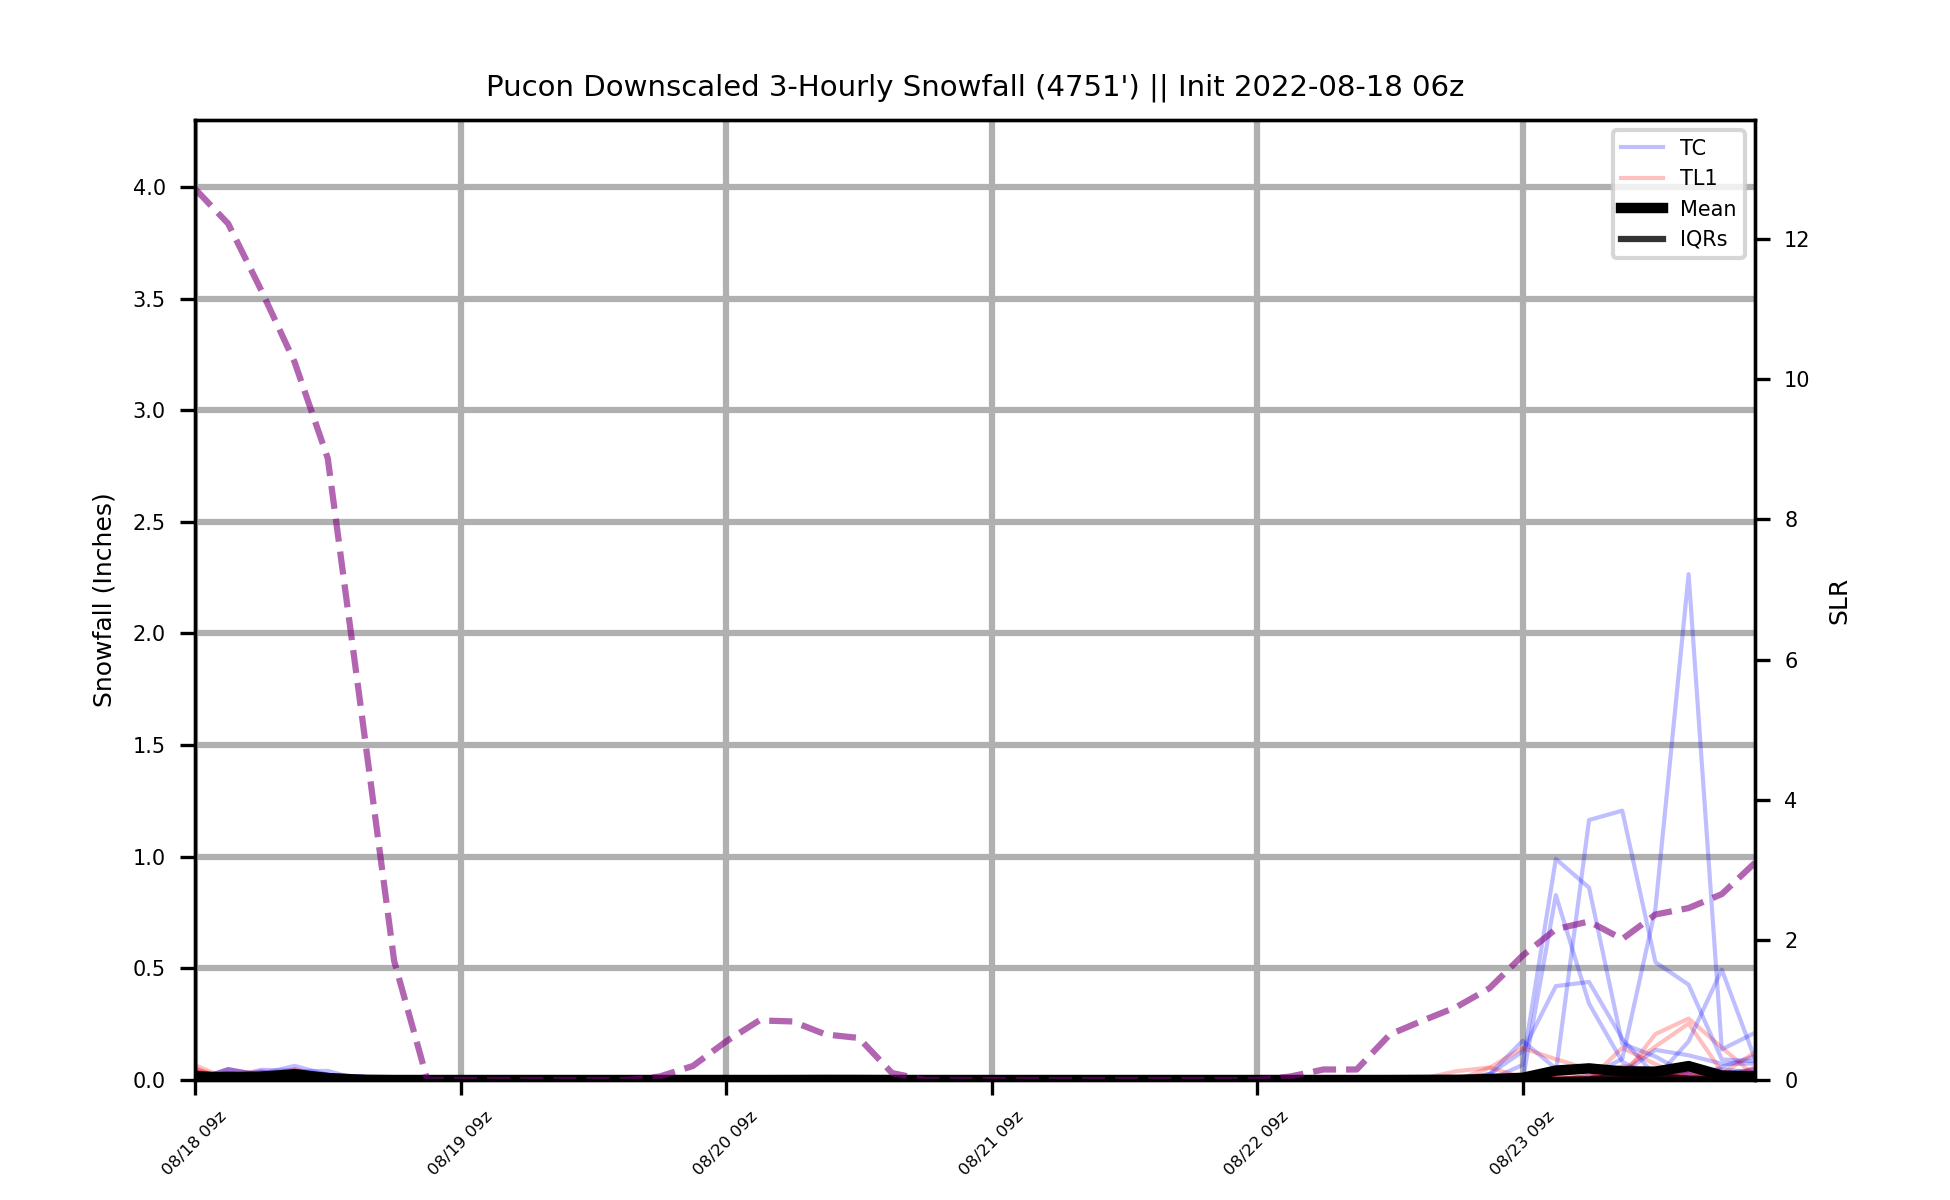 Pucon Downscaled 3-Hourly Snowfall (4751') || Init 2022-08-18 06z
TC
TL1
Mean
IQRs
4.0
3.5
3.0
2.5
2.0
1.5
1.0
0.5
0.0
Snowfall (Inches)
12
10
8
6
4
2
0
SLR
08/18 09z
08/19 09z
08/20 09z
08/21 09z
08/22 09z
08/23 09z